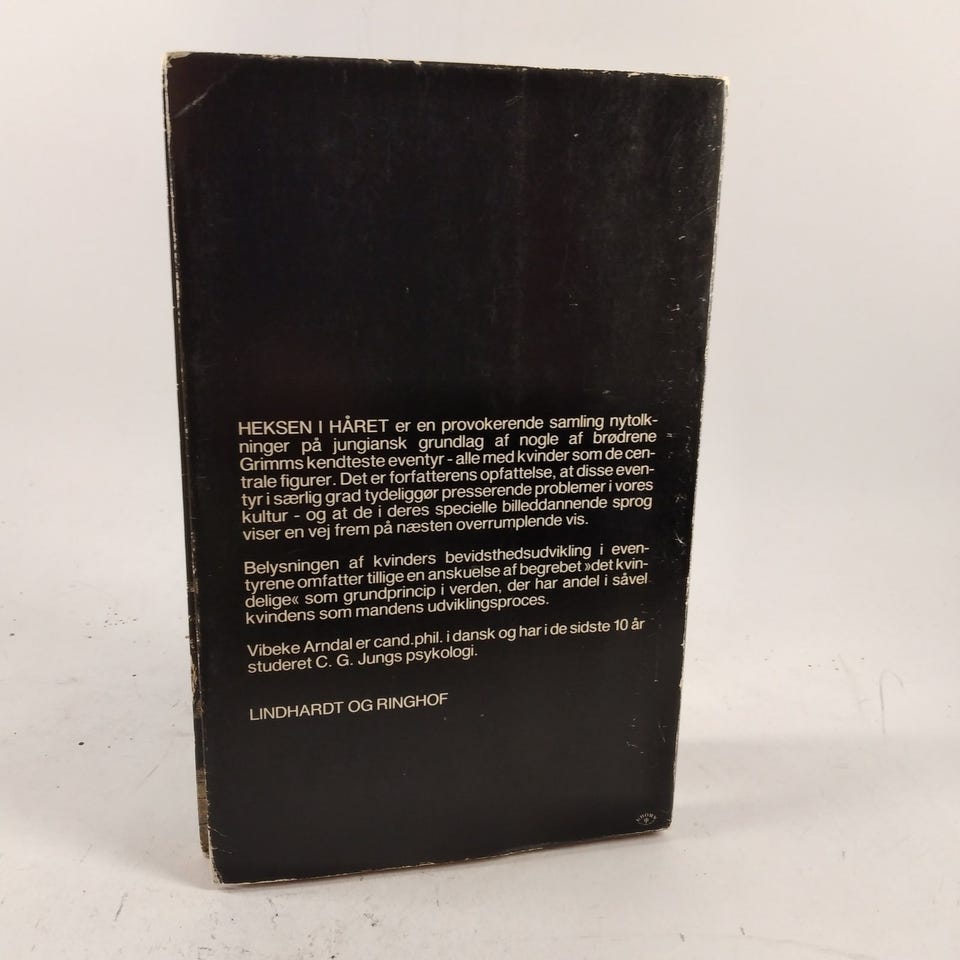 HEKSEN I HÅRET er en provokerende samling nytolk-
ninger på jungiansk grundlag af nogle af brødrene
Grimms kendteste eventyr - alle med kvinder som de cen-
trale figurer. Det er forfatterens opfattelse, at disse even-
tyr i særlig grad tydeliggør presserende problemer i vores
kultur - og at de i deres specielle billeddannende sprog
viser en vej frem på næsten overrumplende vis.
Belysningen af kvinders bevidsthedsudvikling i even-
tyrene omfatter tillige en anskuelse af begrebet »det kvin-
delige« som grundprincip i verden, der har andel i såvel
kvindens som mandens udviklingsproces.
Vibeke Arndal er cand.phil. i dansk og har i de sidste 10 år
studeret C. G. Jungs psykologi.
LINDHARDT OG RINGHOF